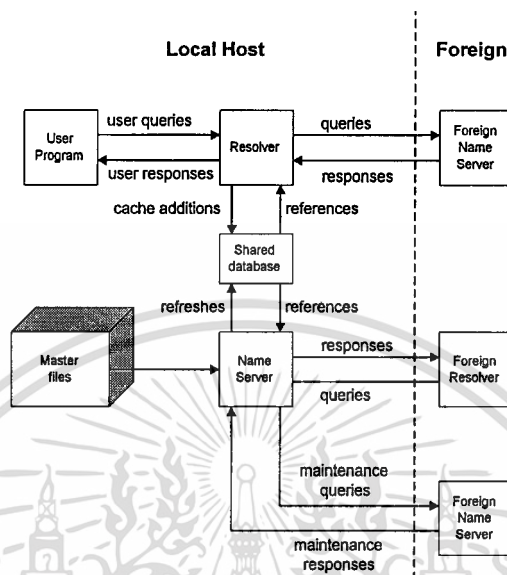 Local Host
Foreign
User
Program
user queries
user responses
Resolver
queries
responses
Foreign
Name
Server
cache additions
references
Shared
database
refreshes
references
Master
files
Name
Server
responses
queries
Foreign
Resolver
maintenance
queries
maintenance
responses
Foreign
Name
Server